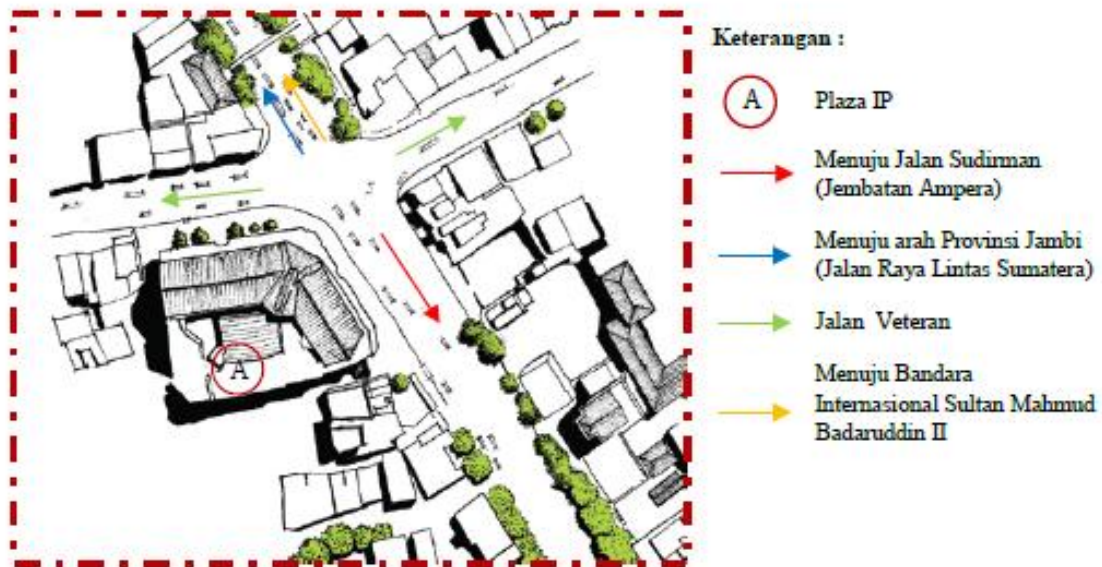 Keterangan :
A
Plaza IP
Menuju Jalan Sudirman
(Jembatan Ampera)
Menuju arah Provinsi Jambi
(Jalan Raya Lintas Sumatera)
Jalan Veteran
Menuju Bandara
Internasional Sultan Mahmud
Badaruddin II
A